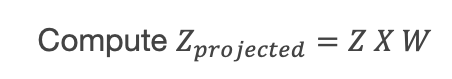 Compute Z_projected = Z X W